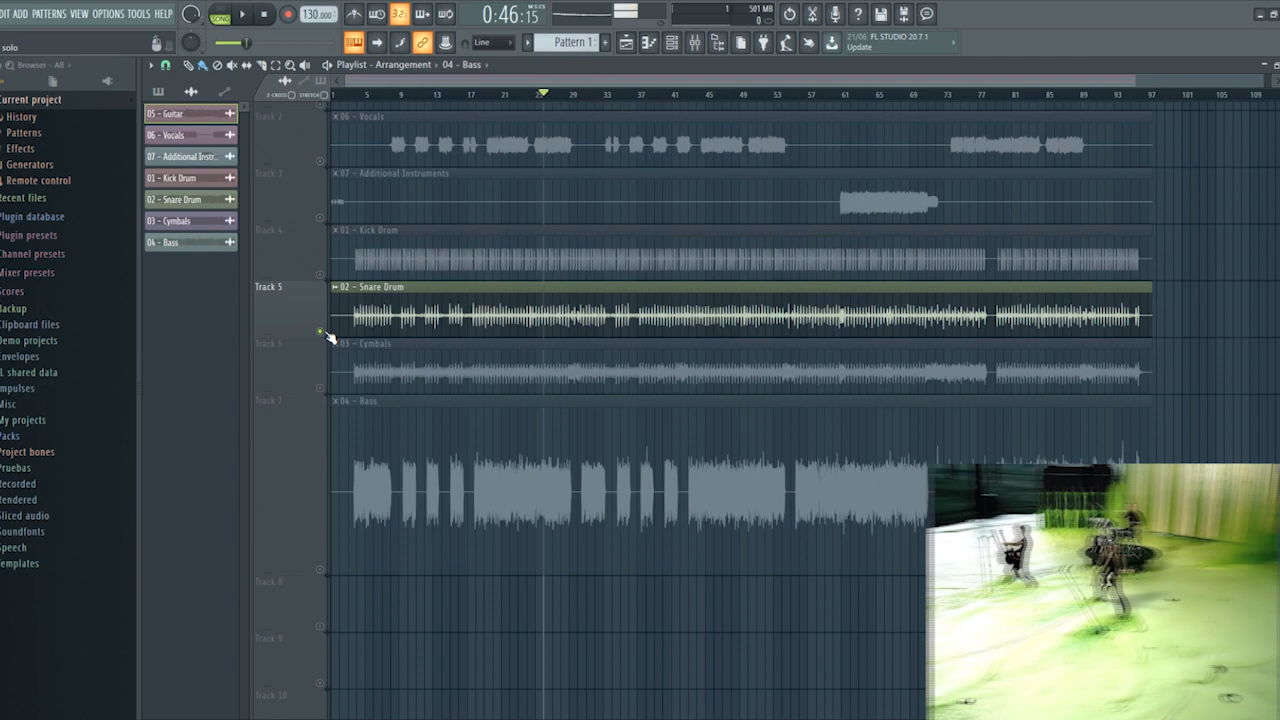 DIT ADD PATTERNS VIEW OPTIONS TOOLS HELP
SONG
130.000
3.2.
0:46:15
M:S:CS
1
501 MB
0
solo
Line
Pattern 1
21/06 FL STUDIO 20.7.1
Update
Browser - All
Playlist - Arrangement › 04 - Bass ›
Z-CROSS
STRETCH
1 5 9 13 17 21 25 29 33 37 41 45 49 53 57 61 65 69 73 77 81 85 89 93 97 101 105 109
Current project
History
Patterns
Effects
Generators
Remote control
Recent files
Plugin database
Plugin presets
Channel presets
Mixer presets
Scores
Backup
Clipboard files
Demo projects
Envelopes
L shared data
mpulses
Misc
My projects
Packs
Project bones
Pruebas
Recorded
Rendered
Sliced audio
Soundfonts
Speech
Templates
05 - Guitar
06 - Vocals
07 - Additional Instr...
01 - Kick Drum
02 - Snare Drum
03 - Cymbals
04 - Bass
Track 2
06 - Vocals
Track 3
07 - Additional Instruments
Track 4
01 - Kick Drum
Track 5
02 - Snare Drum
Track 6
03 - Cymbals
Track 7
04 - Bass
Track 8
Track 9
Track 10